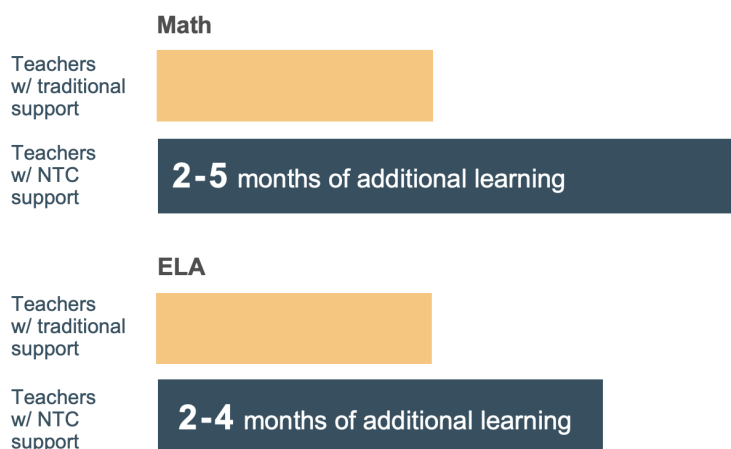 Math
Teachers
w/ traditional
support
Teachers
w/ NTC
support
2-5 months of additional learning
ELA
Teachers
w/ traditional
support
Teachers
w/ NTC
support
2-4 months of additional learning